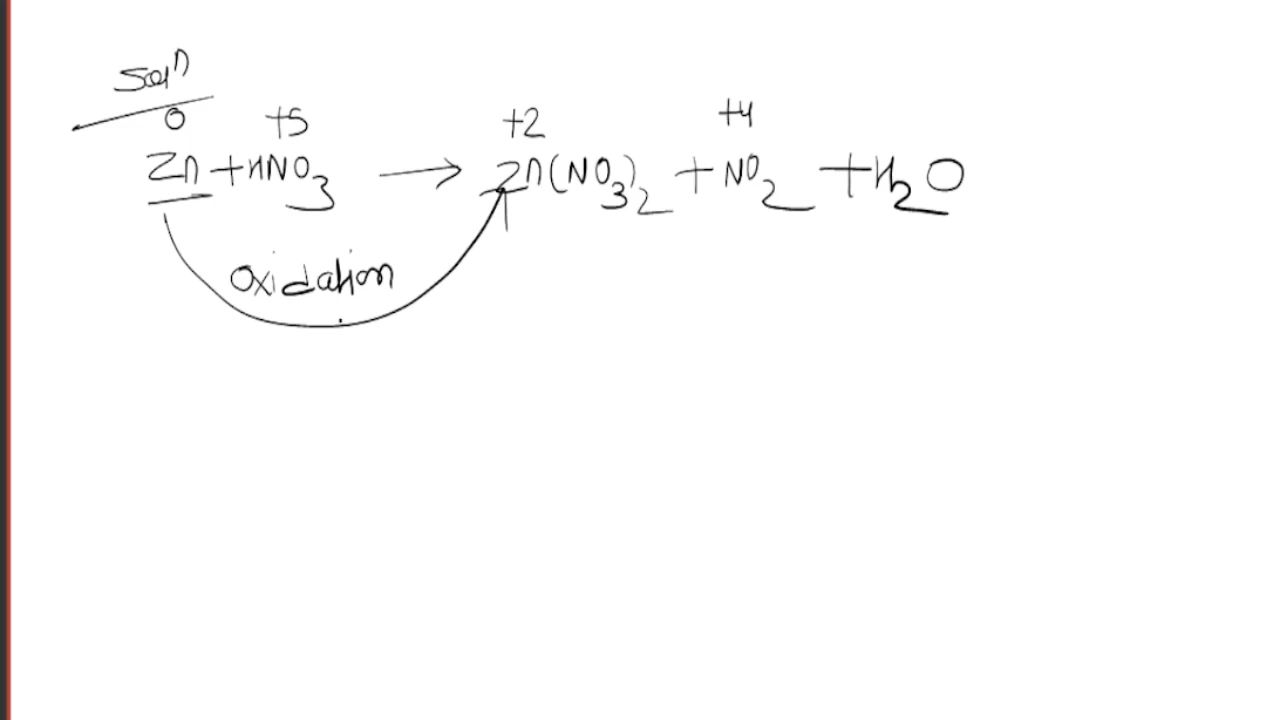 Solⁿ
0 +5 +2 +4
Zn + HNO₃ → Zn(NO₃)₂ + NO₂ + H₂O
Oxidation